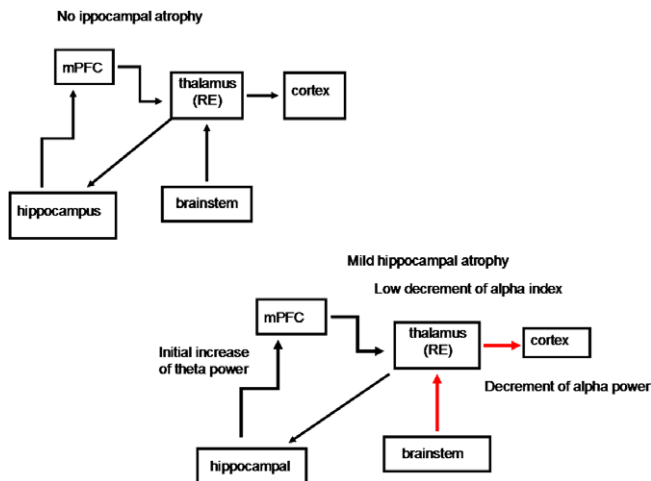 No ippocampal atrophy
mPFC
thalamus
(RE)
cortex
hippocampus
brainstem
Mild hippocampal atrophy
Low decrement of alpha index
mPFC
thalamus
(RE)
cortex
Initial increase
of theta power
Decrement of alpha power
hippocampal
brainstem